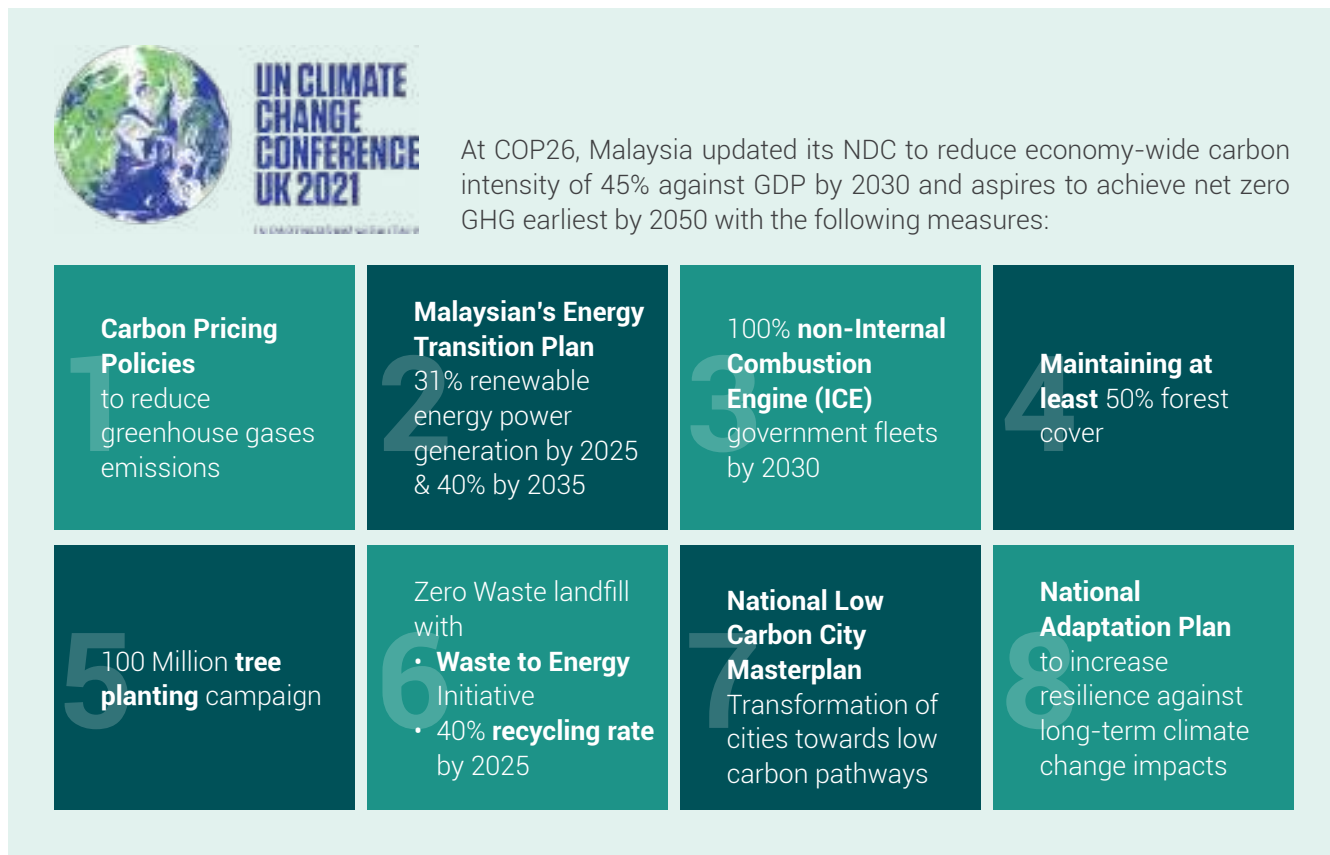 UN CLIMATE
CHANGE
CONFERENCE
UK 2021
At COP26, Malaysia updated its NDC to reduce economy-wide carbon
intensity of 45% against GDP by 2030 and aspires to achieve net zero
GHG earliest by 2050 with the following measures:
1
Carbon Pricing
Policies
to reduce
greenhouse gases
emissions
2
Malaysian's Energy
Transition Plan
31% renewable
energy power
generation by 2025
& 40% by 2035
3
100% non-Internal
Combustion
Engine (ICE)
government fleets
by 2030
4
Maintaining at
least 50% forest
cover
5
100 Million tree
planting campaign
6
Zero Waste landfill
with
• Waste to Energy
Initiative
• 40% recycling rate
by 2025
7
National Low
Carbon City
Masterplan
Transformation of
cities towards low
carbon pathways
8
National
Adaptation Plan
to increase
resilience against
long-term climate
change impacts